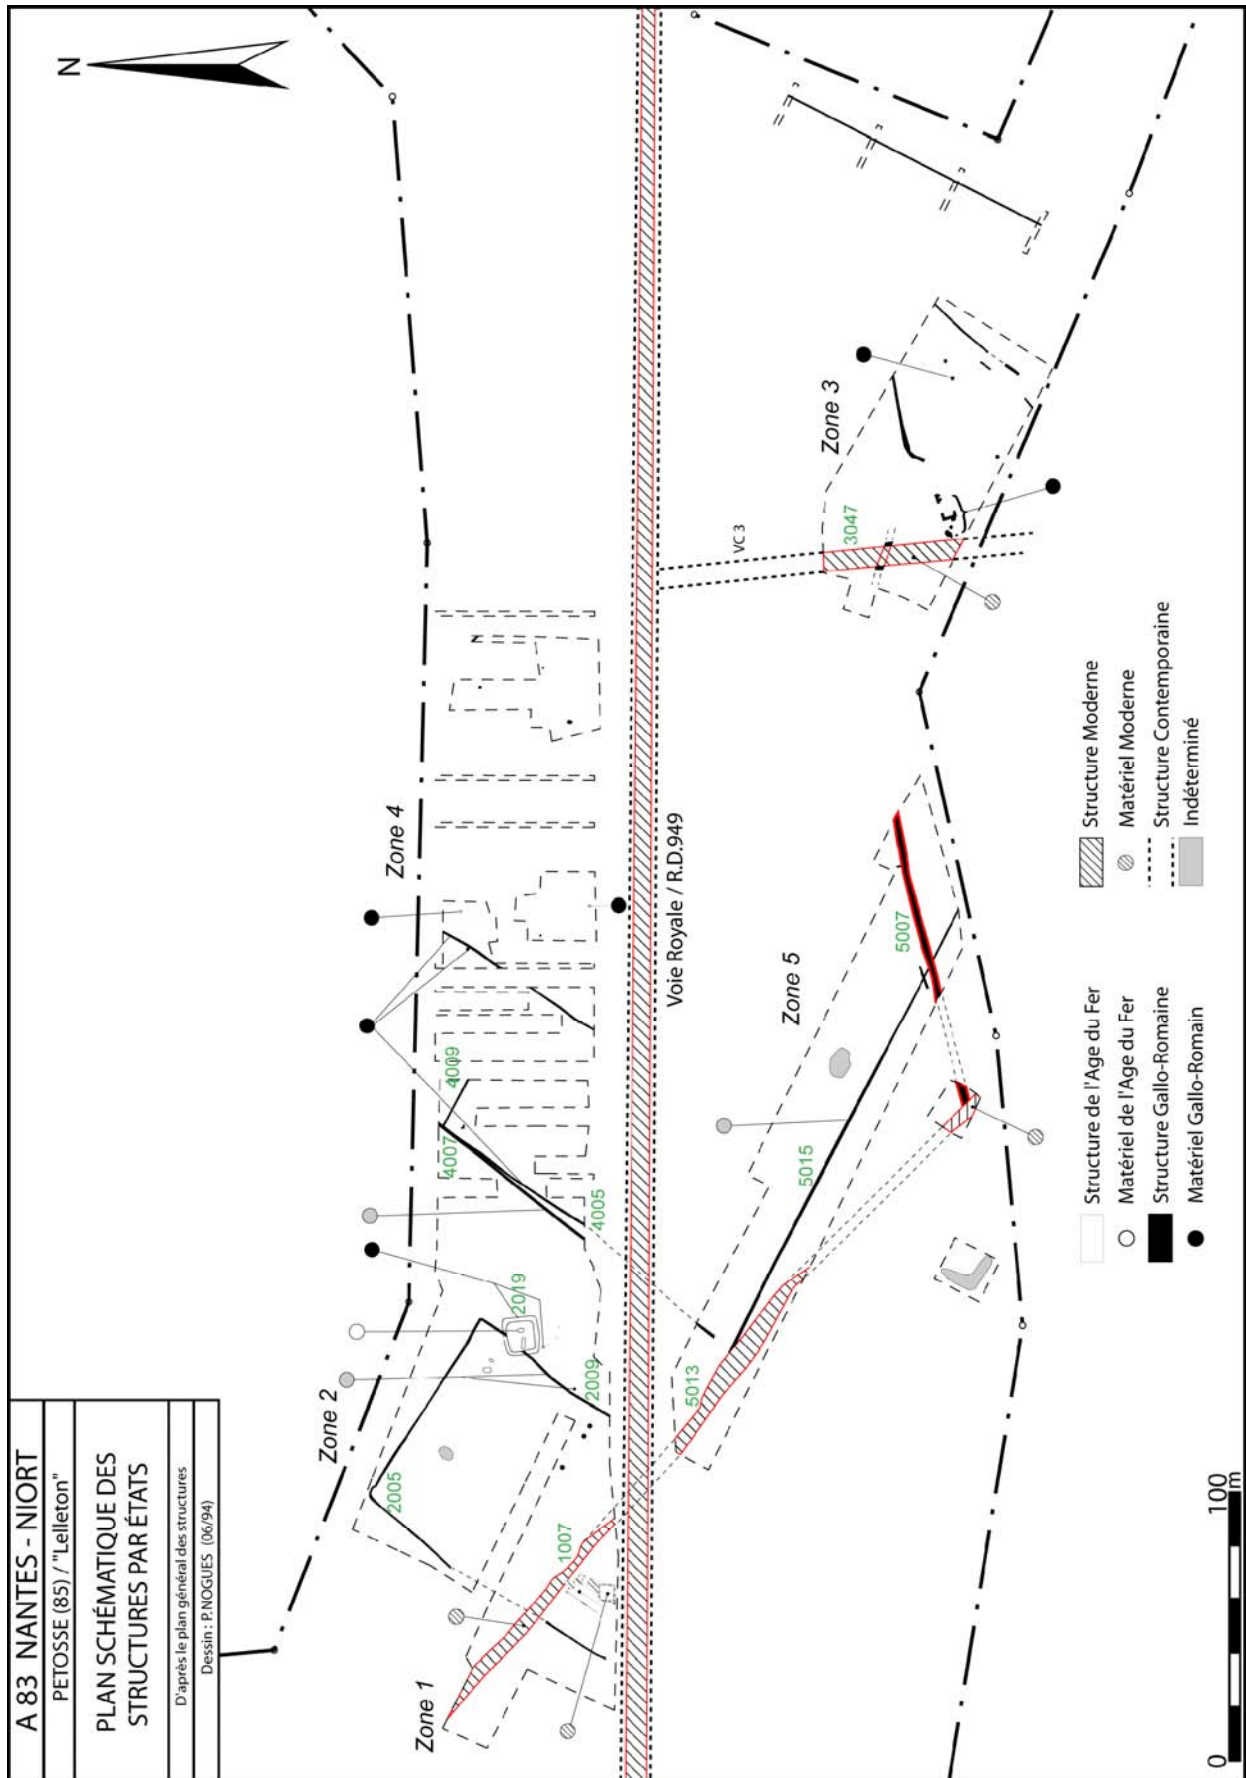 A 83 NANTES - NIORT
PETOSSE (85) / "Lelleton"
PLAN SCHÉMATIQUE DES
STRUCTURES PAR ÉTATS
D'après le plan général des structures
Dessin : P.NOGUES (06/94)
N
Zone 2
2005
2009
2019
Zone 1
1007
Zone 4
4005
4007
4009
Voie Royale / R.D.949
VC 3
Zone 3
3047
Zone 5
5013
5015
5007
Structure de l'Age du Fer
Matériel de l'Age du Fer
Structure Gallo-Romaine
Matériel Gallo-Romain
Structure Moderne
Matériel Moderne
Structure Contemporaine
Indéterminé
0
100
m